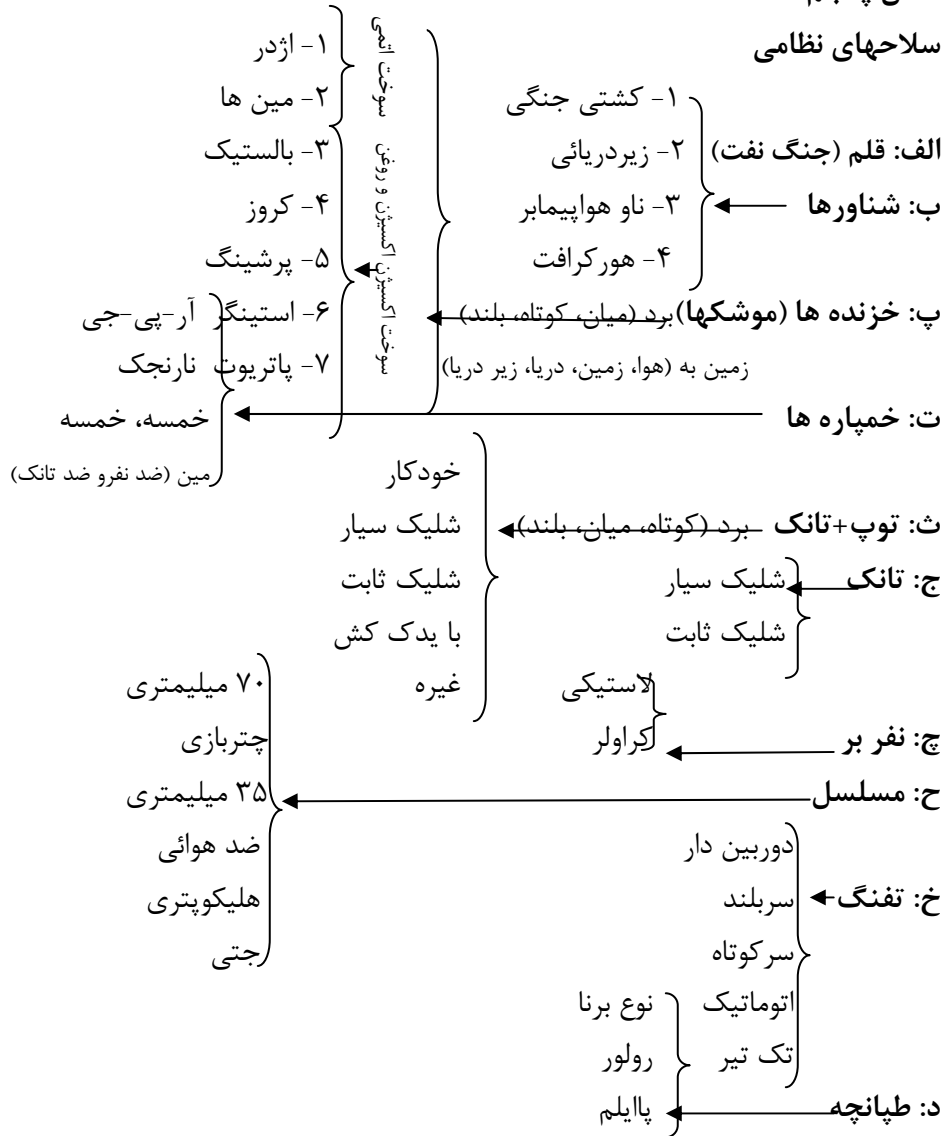 سلاحهای نظامی
۱- اژدر
سوخت اتمی
۱- کشتی جنگی
۲- مین ها
الف: قلم (جنگ نفت)
۲- زیردریائی
سوخت اکسیژن اکسیژن و روغن
۳- بالستیک
ب: شناورها
۳- ناو هواپیمابر
۴- کروز
۴- هورکرافت
۵- پرشینگ
پ: خزنده ها (موشکها) برد (میان، کوتاه، بلند)
۶- استینگر آر-پی-جی
زمین به (هوا، زمین، دریا، زیر دریا)
۷- پاتریوت نارنجک
ت: خمپاره ها
خمسه، خمسه
مین (ضد نفرو ضد تانک)
خودکار
ث: توپ+تانک برد (کوتاه، میان، بلند)
شلیک سیار
ج: تانک
شلیک سیار
شلیک ثابت
شلیک ثابت
با یدک کش
لاستیکی
غیره
۷۰ میلیمتری
چ: نفر بر
کراولر
چتربازی
ح: مسلسل
۳۵ میلیمتری
دوربین دار
ضد هوائی
خ: تفنگ
سربلند
هلیکوپتری
سرکوتاه
جتی
اتوماتیک
نوع برنا
تک تیر
رولور
د: طپانچه
پاایلم